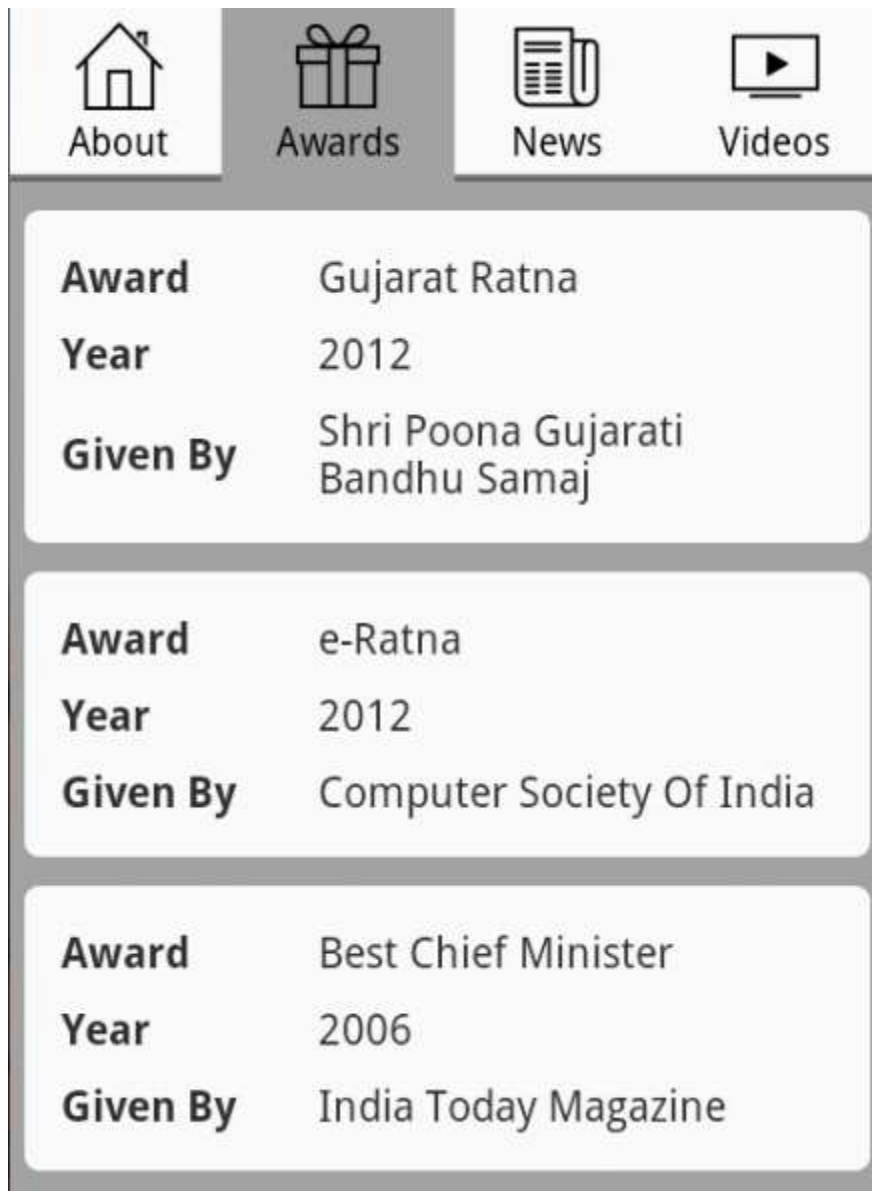 About Awards News Videos
Award Gujarat Ratna
Year 2012
Given By Shri Poona Gujarati
Bandhu Samaj
Award e-Ratna
Year 2012
Given By Computer Society Of India
Award Best Chief Minister
Year 2006
Given By India Today Magazine